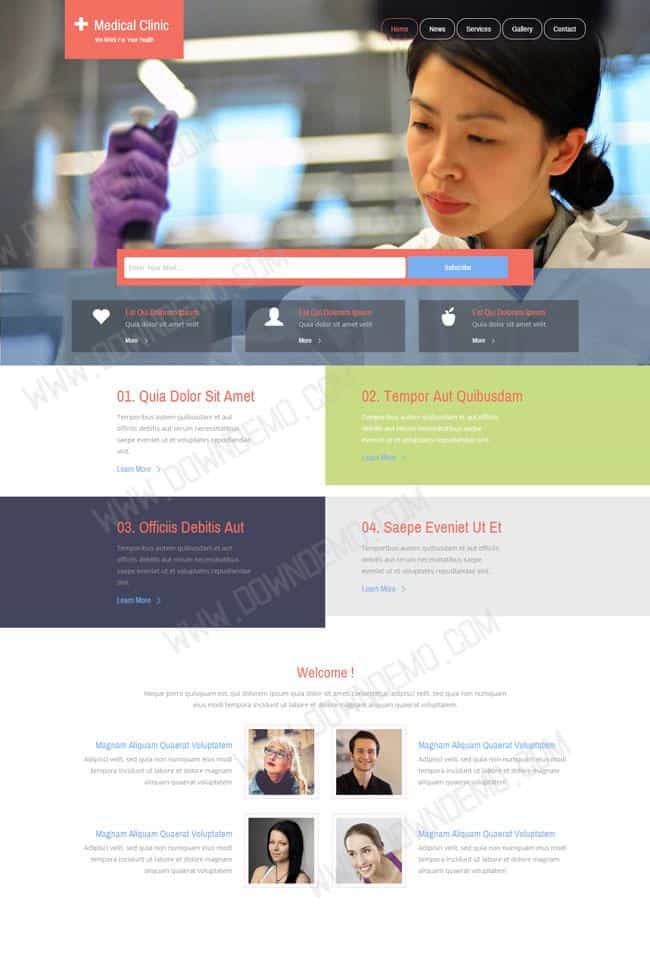 Medical Clinic
We Work For Your Health
Home
News
Services
Gallery
Contact
Enter Your Mail...
Subscribe
Est Qui Dolorem Ipsum
Quia dolor sit amet velit
More
Est Qui Dolorem Ipsum
Quia dolor sit amet velit
More
Est Qui Dolorem Ipsum
Quia dolor sit amet velit
More
01. Quia Dolor Sit Amet
Temporibus autem quibusdam et aut
officiis debitis aut rerum necessitatibus
saepe eveniet ut et voluptates repudiandae
sint.
Learn More
02. Tempor Aut Quibusdam
Temporibus autem quibusdam et aut officiis
debitis aut rerum necessitatibus saepe
eveniet ut et voluptates repudiandae sint.
Learn More
03. Officiis Debitis Aut
Temporibus autem quibusdam et aut
officiis debitis aut rerum necessitatibus
saepe eveniet ut et voluptates repudiandae
sint.
Learn More
04. Saepe Eveniet Ut Et
Temporibus autem quibusdam et aut officiis
debitis aut rerum necessitatibus saepe
eveniet ut et voluptates repudiandae sint.
Learn More
Welcome !
Neque porro quisquam est, qui dolorem ipsum quia dolor sit amet, consectetur, adipisci velit, sed quia non numquam
eius modi tempora incidunt ut labore et dolore magnam aliquam quaerat voluptatem.
Magnam Aliquam Quaerat Voluptatem
Adipisci velit, sed quia non numquam eius modi
tempora incidunt ut labore et dolore magnam
aliquam quaerat voluptatem
Magnam Aliquam Quaerat Voluptatem
Adipisci velit, sed quia non numquam eius modi
tempora incidunt ut labore et dolore magnam
aliquam quaerat voluptatem
Magnam Aliquam Quaerat Voluptatem
Adipisci velit, sed quia non numquam eius modi
tempora incidunt ut labore et dolore magnam
aliquam quaerat voluptatem
Magnam Aliquam Quaerat Voluptatem
Adipisci velit, sed quia non numquam eius modi
tempora incidunt ut labore et dolore magnam
aliquam quaerat voluptatem
WWW.DOWNDEMO.COM
WWW.DOWNDEMO.COM
WWW.DOWNDEMO.COM
WWW.DOWNDEMO.COM
WWW.DOWNDEMO.COM